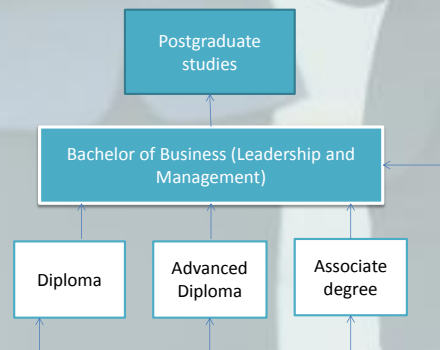 Postgraduate
studies
Bachelor of Business (Leadership and
Management)
Diploma
Advanced
Diploma
Associate
degree